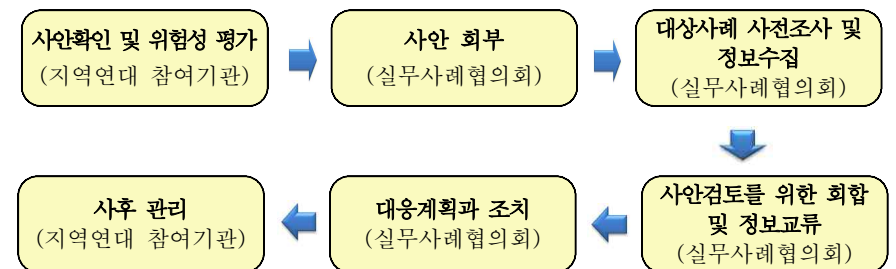 사안확인 및 위험성 평가
(지역연대 참여기관)
사안 회부
(실무사례협의회)
대상사례 사전조사 및
정보수집
(실무사례협의회)
사안검토를 위한 회합
및 정보교류
(실무사례협의회)
대응계획과 조치
(실무사례협의회)
사후 관리
(지역연대 참여기관)